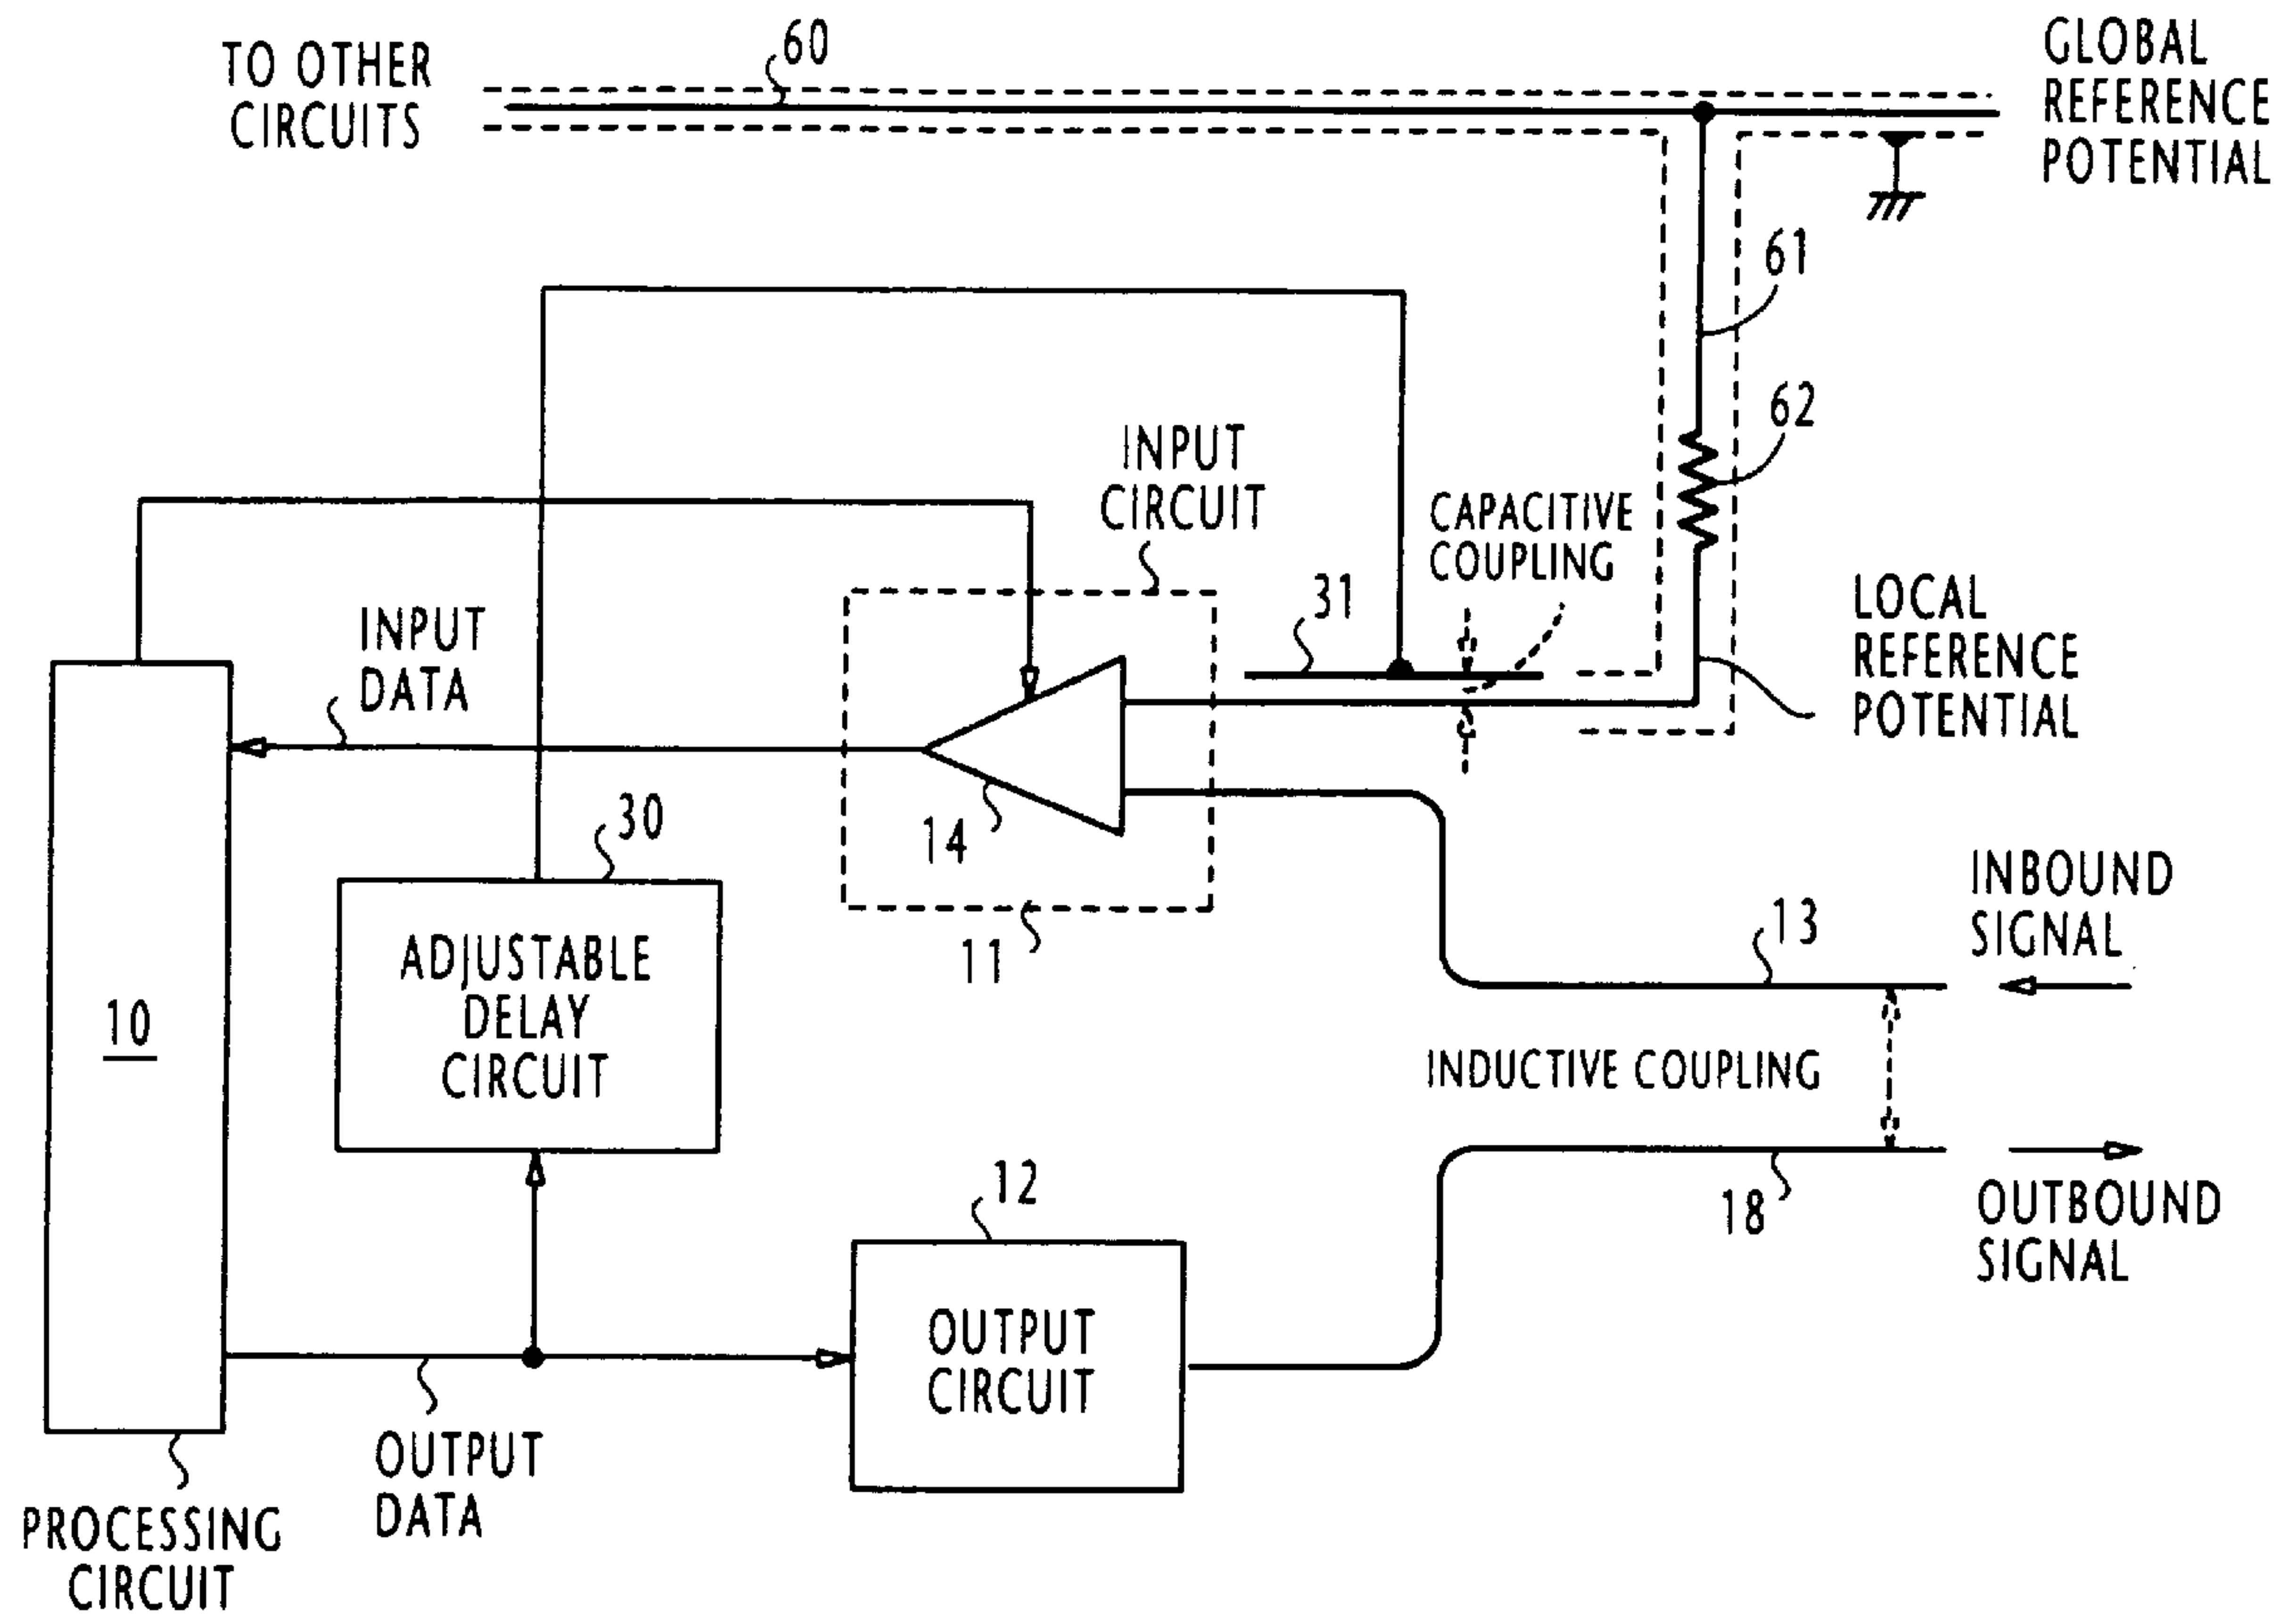 TO OTHER
CIRCUITS
60
GLOBAL
REFERENCE
POTENTIAL
61
62
INPUT
CIRCUIT
CAPACITIVE
COUPLING
31
LOCAL
REFERENCE
POTENTIAL
INPUT
DATA
14
30
11
ADJUSTABLE
DELAY
CIRCUIT
10
13
INBOUND
SIGNAL
INDUCTIVE COUPLING
12
18
OUTBOUND
SIGNAL
OUTPUT
CIRCUIT
OUTPUT
DATA
PROCESSING
CIRCUIT